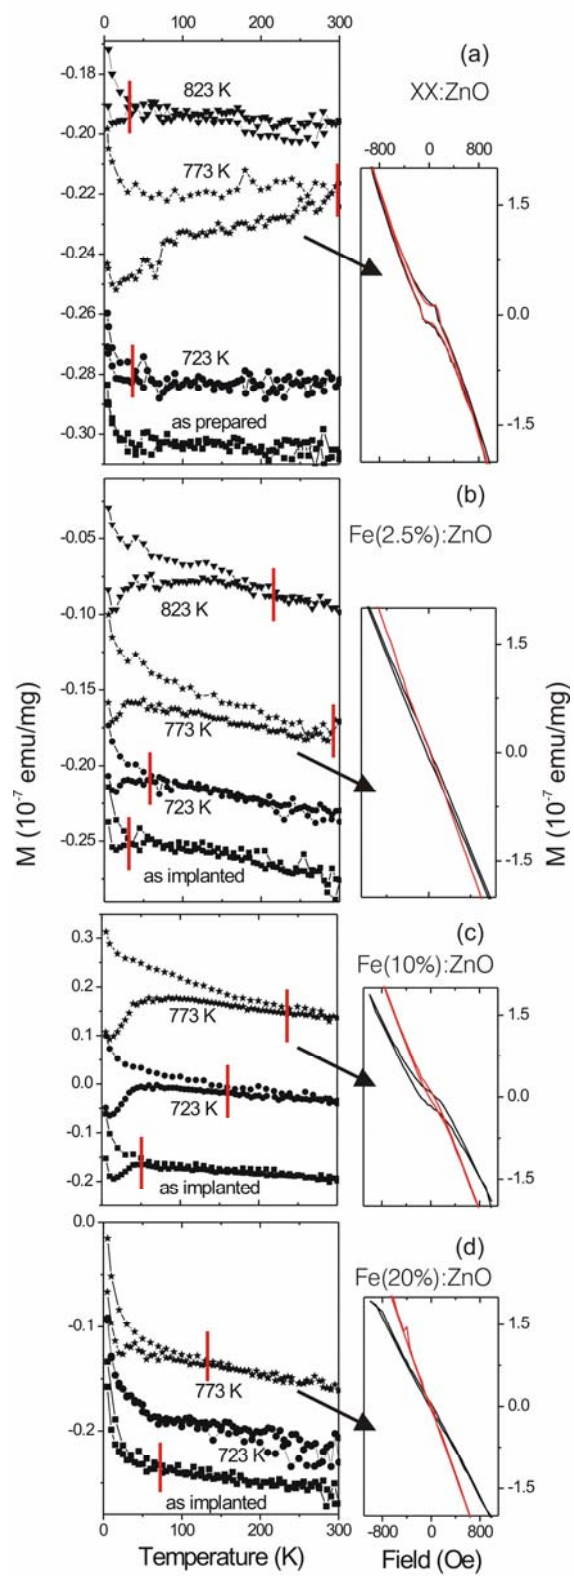 0 100 200 300
(a)
XX:ZnO
-800 0 800
-0.18
-0.20
-0.22
-0.24
-0.26
-0.28
-0.30
823 K
773 K
723 K
as prepared
1.5
0.0
-1.5
(b)
Fe(2.5%):ZnO
-0.05
-0.10
-0.15
-0.20
-0.25
823 K
773 K
723 K
as implanted
1.5
0.0
-1.5
M (10-7 emu/mg)
M (10-7 emu/mg)
(c)
Fe(10%):ZnO
0.3
0.2
0.1
0.0
-0.1
-0.2
773 K
723 K
as implanted
1.5
0.0
-1.5
(d)
Fe(20%):ZnO
0.0
-0.1
-0.2
773 K
723 K
as implanted
1.5
0.0
-1.5
0 100 200 300
-800 0 800
Temperature (K)
Field (Oe)